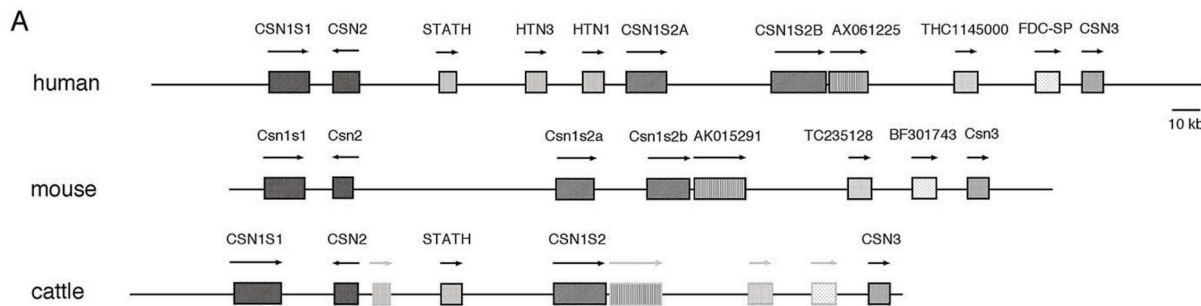 A
CSN1S1 CSN2 STATH HTN3 HTN1 CSN1S2A CSN1S2B AX061225 THC1145000 FDC-SP CSN3
human
10 kb
Csn1s1 Csn2 Csn1s2a Csn1s2b AK015291 TC235128 BF301743 Csn3
mouse
CSN1S1 CSN2 STATH CSN1S2 CSN3
cattle